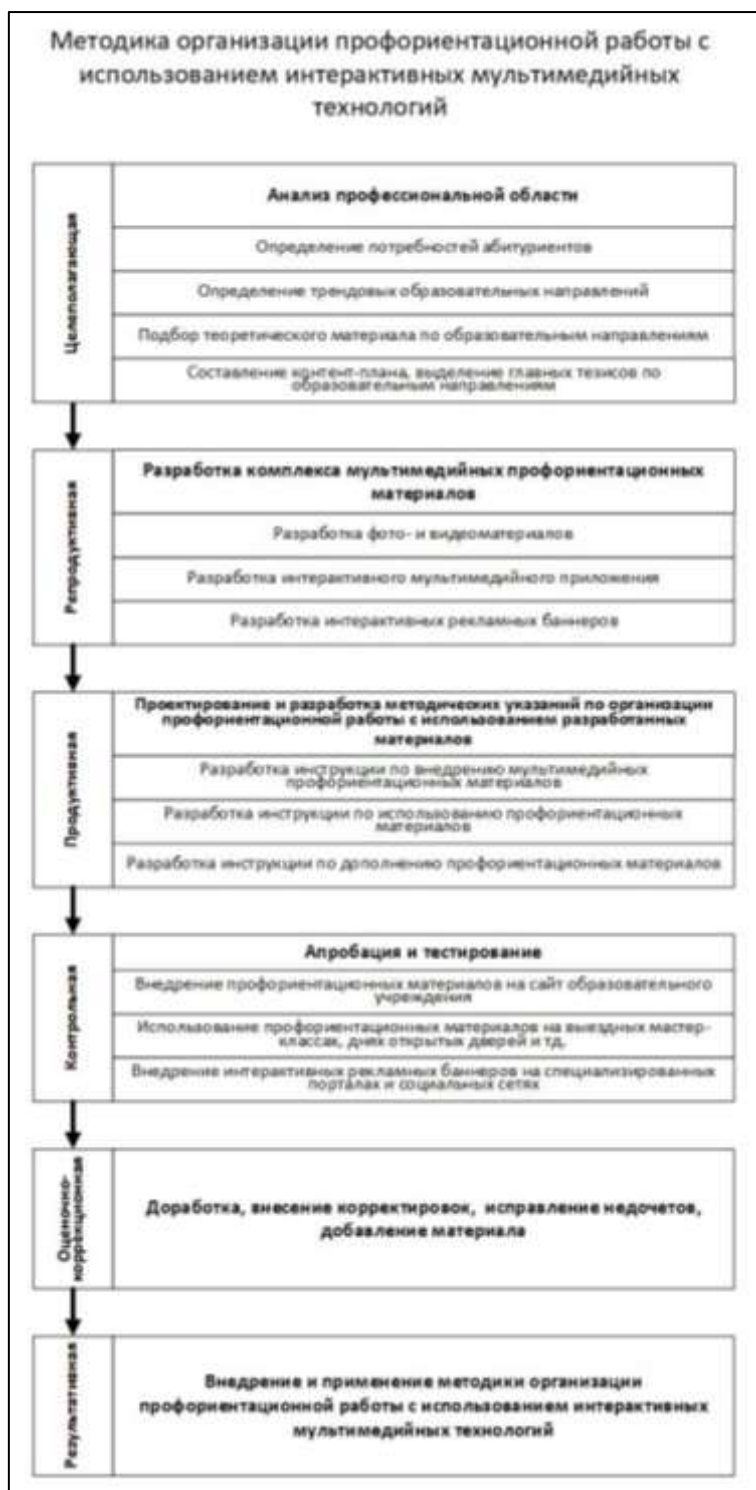 Методика организации профориентационной работы с
использованием интерактивных мультимедийных
технологий
Целеполагающая
Анализ профессиональной области
Определение потребностей абитуриентов
Определение трендовых образовательных направлений
Подбор теоретического материала по образовательным направлениям
Составление контент-плана, выделение главных тезисов по
образовательным направлениям
Репродуктивная
Разработка комплекса мультимедийных профориентационных
материалов
Разработка фото- и видеоматериалов
Разработка интерактивного мультимедийного приложения
Разработка интерактивных рекламных баннеров
Продуктивная
Проектирование и разработка методических указаний по организации
профориентационной работы с использованием разработанных
материалов
Разработка инструкции по внедрению мультимедийных
профориентационных материалов
Разработка инструкции по использованию профориентационных
материалов
Разработка инструкции по дополнению профориентационных материалов
Контрольная
Апробация и тестирование
Внедрение профориентационных материалов на сайт образовательного
учреждения
Использование профориентационных материалов на выездных мастер-
классах, днях открытых дверей и тд.
Внедрение интерактивных рекламных баннеров на специализированных
порталах и социальных сетях
Оценочно-
коррекционная
Доработка, внесение корректировок, исправление недочетов,
добавление материала
Результативная
Внедрение и применение методики организации
профориентационной работы с использованием интерактивных
мультимедийных технологий